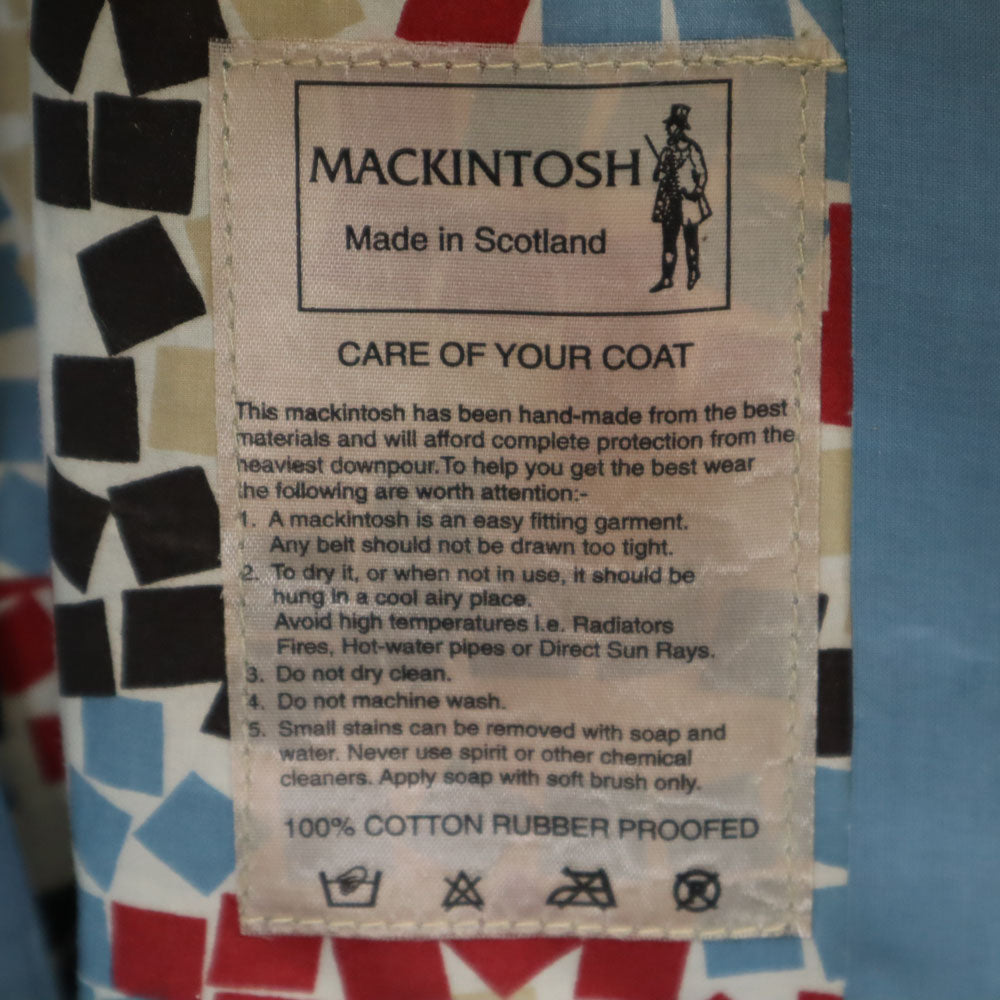 MACKINTOSH
Made in Scotland
CARE OF YOUR COAT
This mackintosh has been hand-made from the best
materials and will afford complete protection from the
heaviest downpour. To help you get the best wear
the following are worth attention:-
1. A mackintosh is an easy fitting garment.
Any belt should not be drawn too tight.
2. To dry it, or when not in use, it should be
hung in a cool airy place.
Avoid high temperatures i.e. Radiators
Fires, Hot-water pipes or Direct Sun Rays.
3. Do not dry clean.
4. Do not machine wash.
5. Small stains can be removed with soap and
water. Never use spirit or other chemical
cleaners. Apply soap with soft brush only.
100% COTTON RUBBER PROOFED